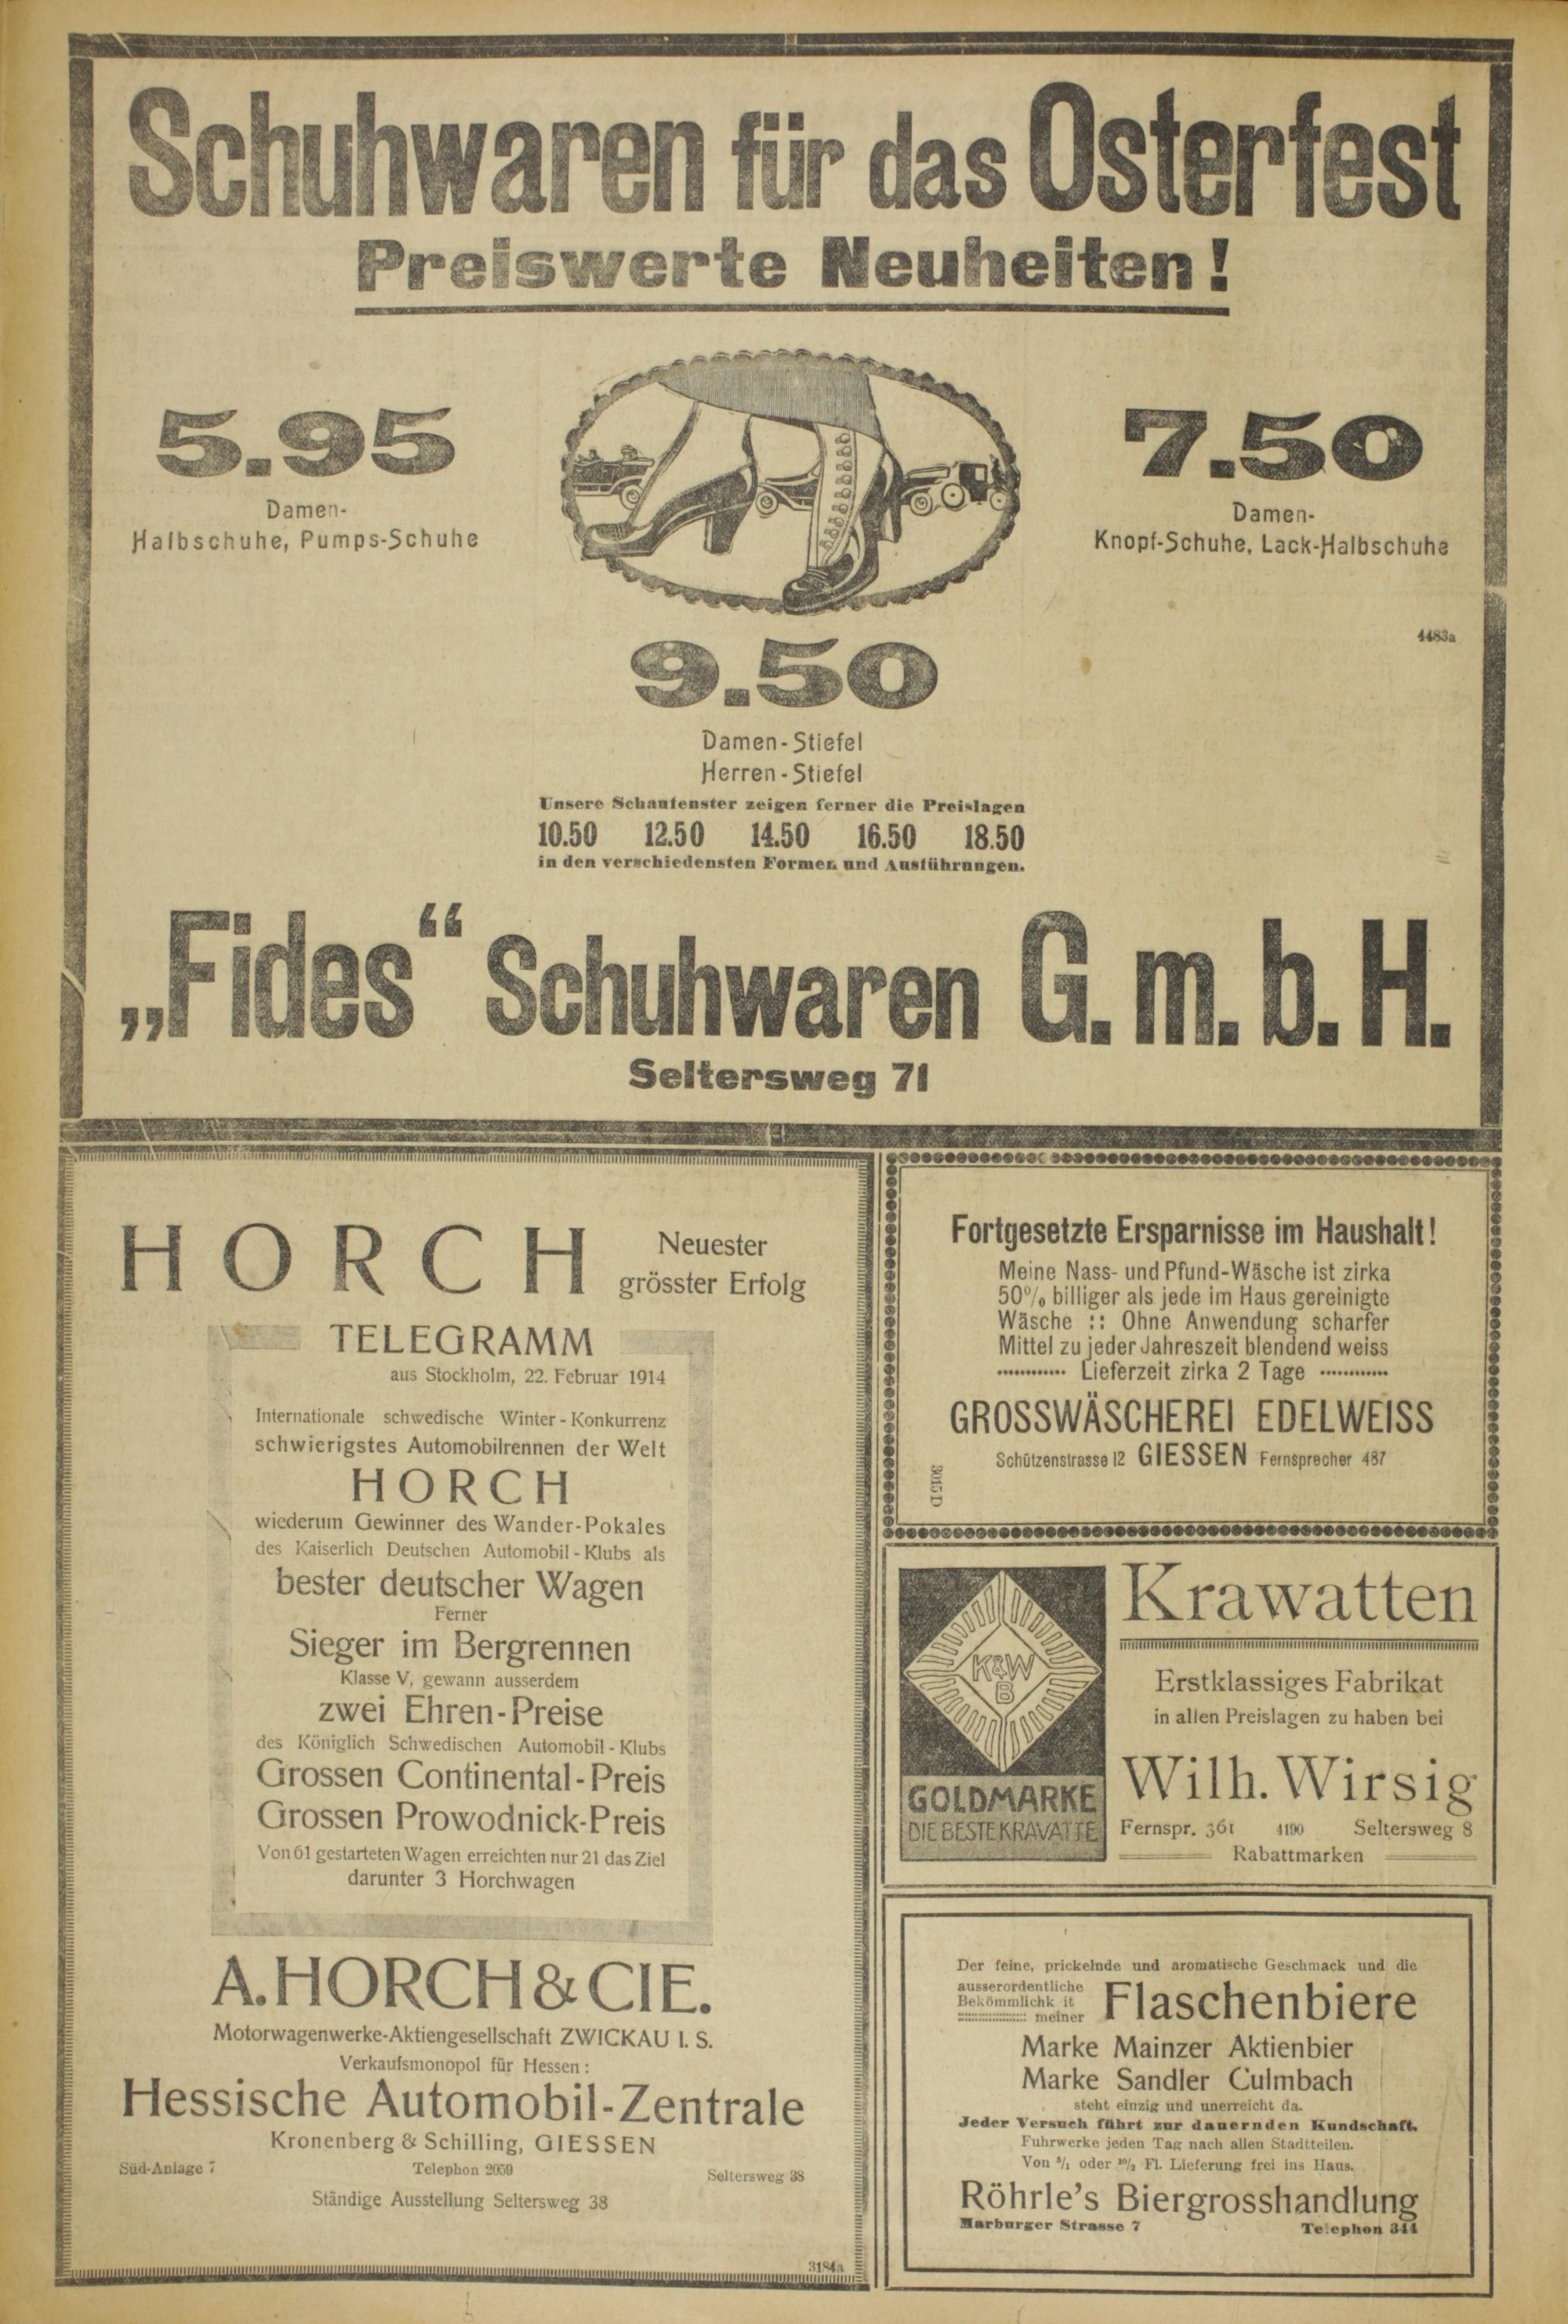 Schuhwaren für das Osterfest
Preiswerte Neuheiten!
5.95
Damen-
Halbschuhe, Pumps-Schuhe
7.50
Damen-
Knopf-Schuhe, Lack-Halbschuhe
4483a
9.50
Damen-Stiefel
Herren-Stiefel
Unsere Schaufenster zeigen ferner die Preislagen
10.50 12.50 14.50 16.50 18.50
in den verschiedensten Formen und Ausführungen.
„Fides“ Schuhwaren G. m. b. H.
Seltersweg 71
HORCH Neuester
grösster Erfolg
TELEGRAMM
aus Stockholm, 22. Februar 1914
Internationale schwedische Winter-Konkurrenz
schwierigstes Automobilrennen der Welt
HORCH
wiederum Gewinner des Wander-Pokales
des Kaiserlich Deutschen Automobil-Klubs als
bester deutscher Wagen
Ferner
Sieger im Bergrennen
Klasse V, gewann ausserdem
zwei Ehren-Preise
des Königlich Schwedischen Automobil-Klubs
Grossen Continental-Preis
Grossen Prowodnick-Preis
Von 61 gestarteten Wagen erreichten nur 21 das Ziel
darunter 3 Horchwagen
A. HORCH & CIE.
Motorwagenwerke-Aktiengesellschaft ZWICKAU I. S.
Verkaufsmonopol für Hessen:
Hessische Automobil-Zentrale
Kronenberg & Schilling, GIESSEN
Süd-Anlage 7 Telephon 2059 Seltersweg 38
Ständige Ausstellung Seltersweg 38
3184a
Fortgesetzte Ersparnisse im Haushalt!
Meine Nass- und Pfund-Wäsche ist zirka
50% billiger als jede im Haus gereinigte
Wäsche :: Ohne Anwendung scharfer
Mittel zu jeder Jahreszeit blendend weiss
Lieferzeit zirka 2 Tage
GROSSWÄSCHEREI EDELWEISS
Schützenstrasse 12 GIESSEN Fernsprecher 487
3015D
K&W
B
GOLDMARKE
DIE BESTE KRAVATTE
Krawatten
Erstklassiges Fabrikat
in allen Preislagen zu haben bei
Wilh. Wirsig
Fernspr. 361 4190 Seltersweg 8
Rabattmarken
Der feine, prickelnde und aromatische Geschmack und die
ausserordentliche
Bekömmlichk it
meiner
Flaschenbiere
Marke Mainzer Aktienbier
Marke Sandler Culmbach
steht einzig und unerreicht da.
Jeder Versuch führt zur dauernden Kundschaft.
Fuhrwerke jeden Tag nach allen Stadtteilen.
Von 5/1 oder 10/2 Fl. Lieferung frei ins Haus.
Röhrle's Biergrosshandlung
Marburger Strasse 7 Telephon 344